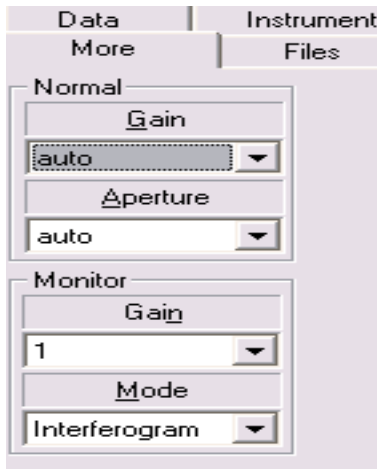 Data Instrument
More Files
Normal
Gain
auto
Aperture
auto
Monitor
Gain
1
Mode
Interferogram